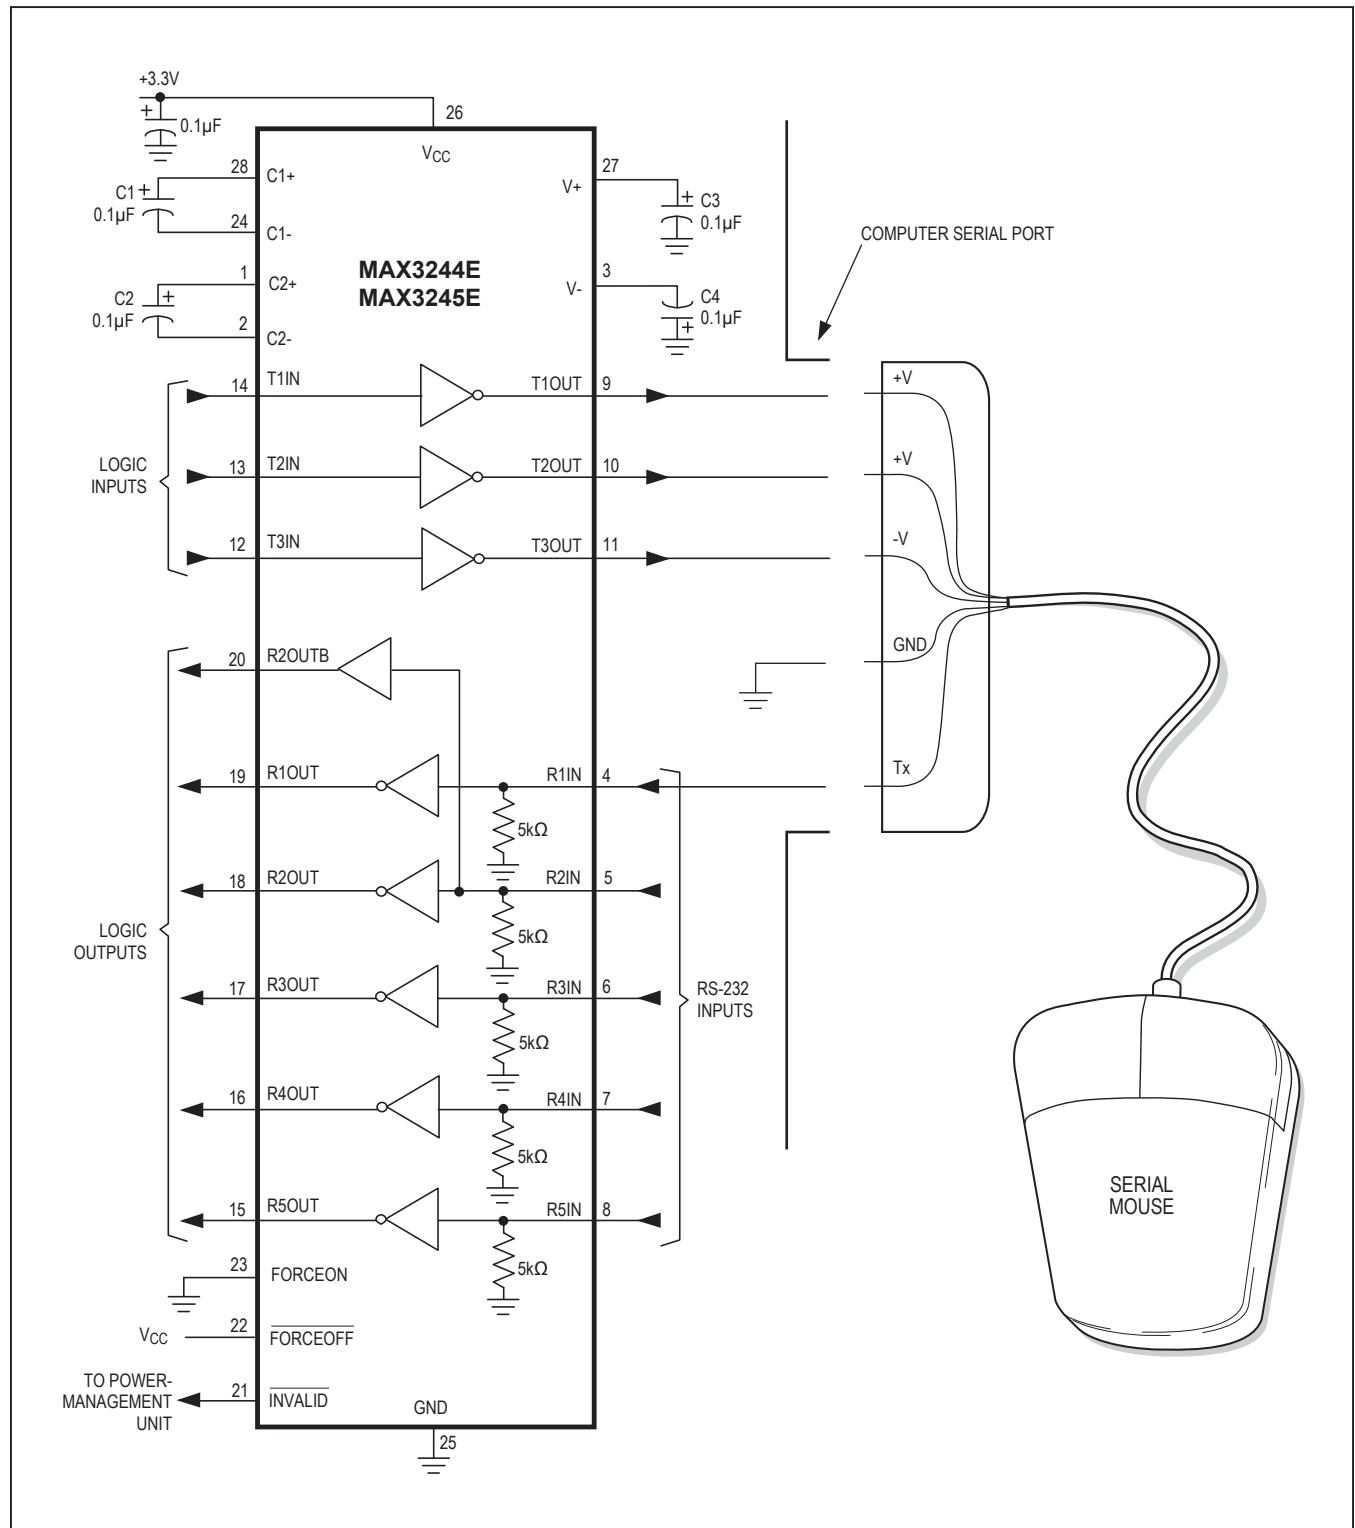 +3.3V
0.1µF
26
VCC
28
C1+
C1
0.1µF
24
C1-
1
C2+
C2
0.1µF
2
C2-
MAX3244E
MAX3245E
27
V+
C3
0.1µF
3
V-
C4
0.1µF
COMPUTER SERIAL PORT
LOGIC
INPUTS
14 T1IN T1OUT 9 +V
13 T2IN T2OUT 10 +V
12 T3IN T3OUT 11 -V
20 R2OUTB
GND
LOGIC
OUTPUTS
19 R1OUT R1IN 4 Tx
5kΩ
18 R2OUT R2IN 5
5kΩ
17 R3OUT R3IN 6
5kΩ
RS-232
INPUTS
16 R4OUT R4IN 7
5kΩ
15 R5OUT R5IN 8
5kΩ
23 FORCEON
VCC 22 FORCEOFF
TO POWER-
MANAGEMENT
UNIT
21 INVALID
GND
25
SERIAL
MOUSE